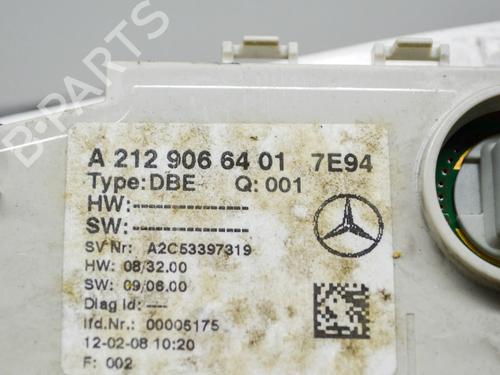 B-PARTS
A 212 906 64 01 7E94
Type: DBE Q: 001
HW: --------------------
SW: --------------------
SV Nr: A2C53397319
HW: 08/32.00
SW: 09/06.00
Diag Id: ---
lfd.Nr.: 00005175
12-02-08 10:20
F: 002